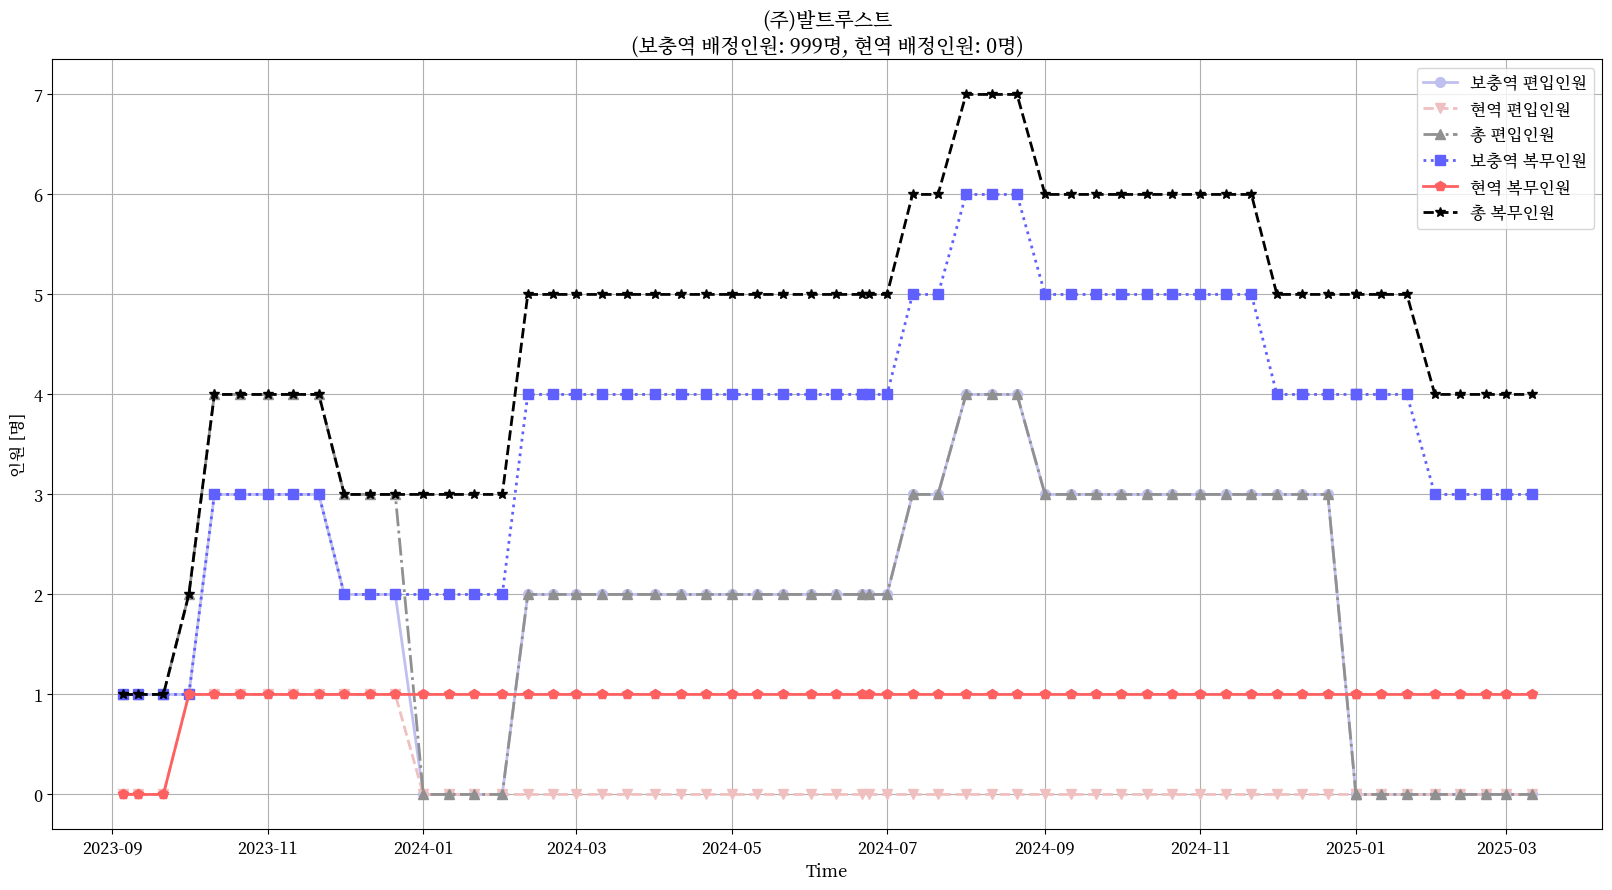 (주)발트루스트
(보충역 배정인원: 999명, 현역 배정인원: 0명)
보충역 편입인원
현역 편입인원
총 편입인원
보충역 복무인원
현역 복무인원
총 복무인원
인원 [명]
7
6
5
4
3
2
1
0
2023-09
2023-11
2024-01
2024-03
2024-05
2024-07
2024-09
2024-11
2025-01
2025-03
Time